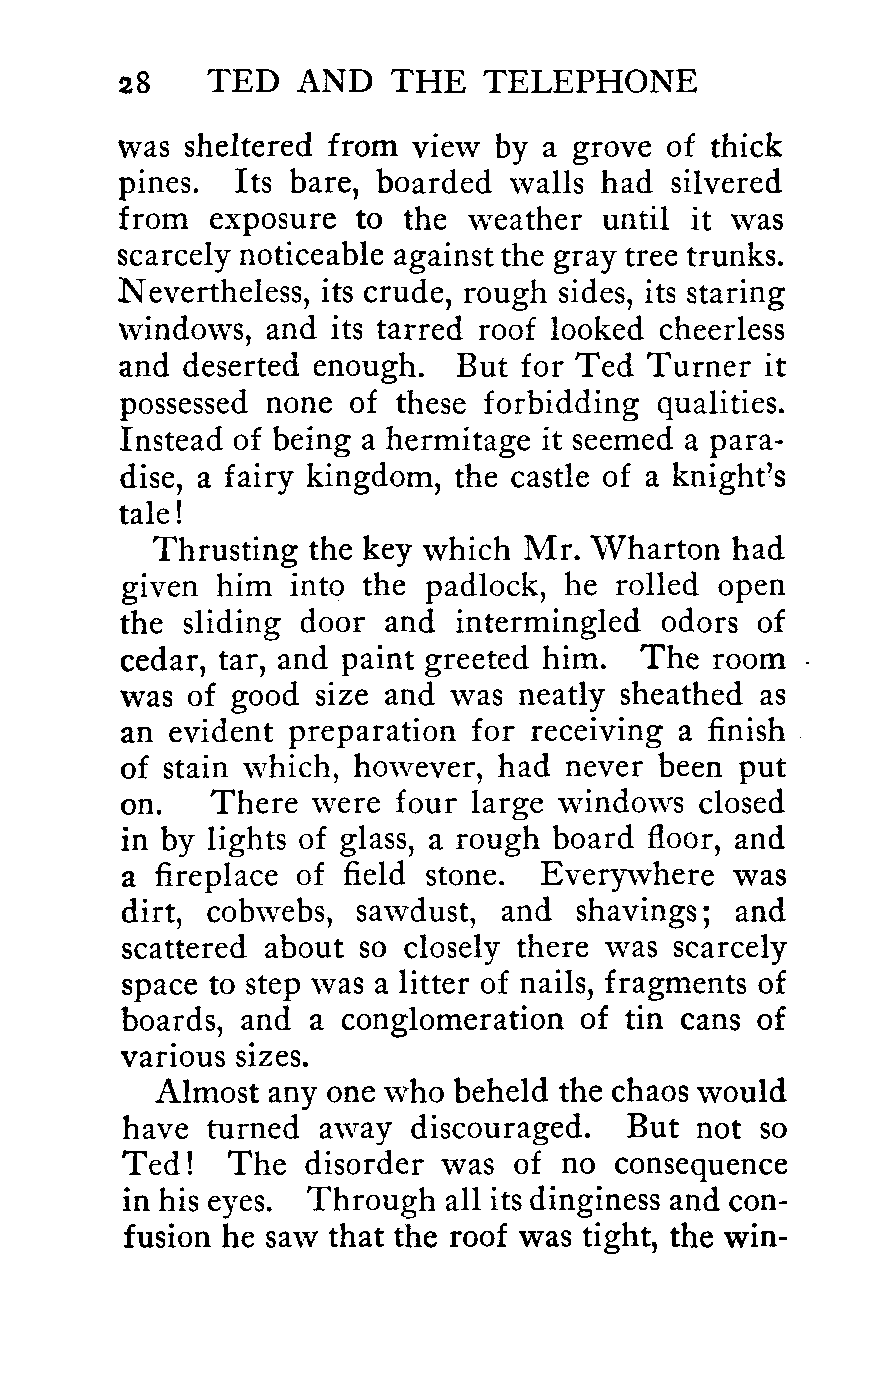 28 TED AND THE TELEPHONE
was sheltered from view by a grove of thick
pines. Its bare, boarded walls had silvered
from exposure to the weather until it was
scarcely noticeable against the gray tree trunks.
Nevertheless, its crude, rough sides, its staring
windows, and its tarred roof looked cheerless
and deserted enough. But for Ted Turner it
possessed none of these forbidding qualities.
Instead of being a hermitage it seemed a para-
dise, a fairy kingdom, the castle of a knight's
tale!
Thrusting the key which Mr. Wharton had
given him into the padlock, he rolled open
the sliding door and intermingled odors of
cedar, tar, and paint greeted him. The room
was of good size and was neatly sheathed as
an evident preparation for receiving a finish
of stain which, however, had never been put
on. There were four large windows closed
in by lights of glass, a rough board floor, and
a fireplace of field stone. Everywhere was
dirt, cobwebs, sawdust, and shavings; and
scattered about so closely there was scarcely
space to step was a litter of nails, fragments of
boards, and a conglomeration of tin cans of
various sizes.
Almost any one who beheld the chaos would
have turned away discouraged. But not so
Ted! The disorder was of no consequence
in his eyes. Through all its dinginess and con-
fusion he saw that the roof was tight, the win-